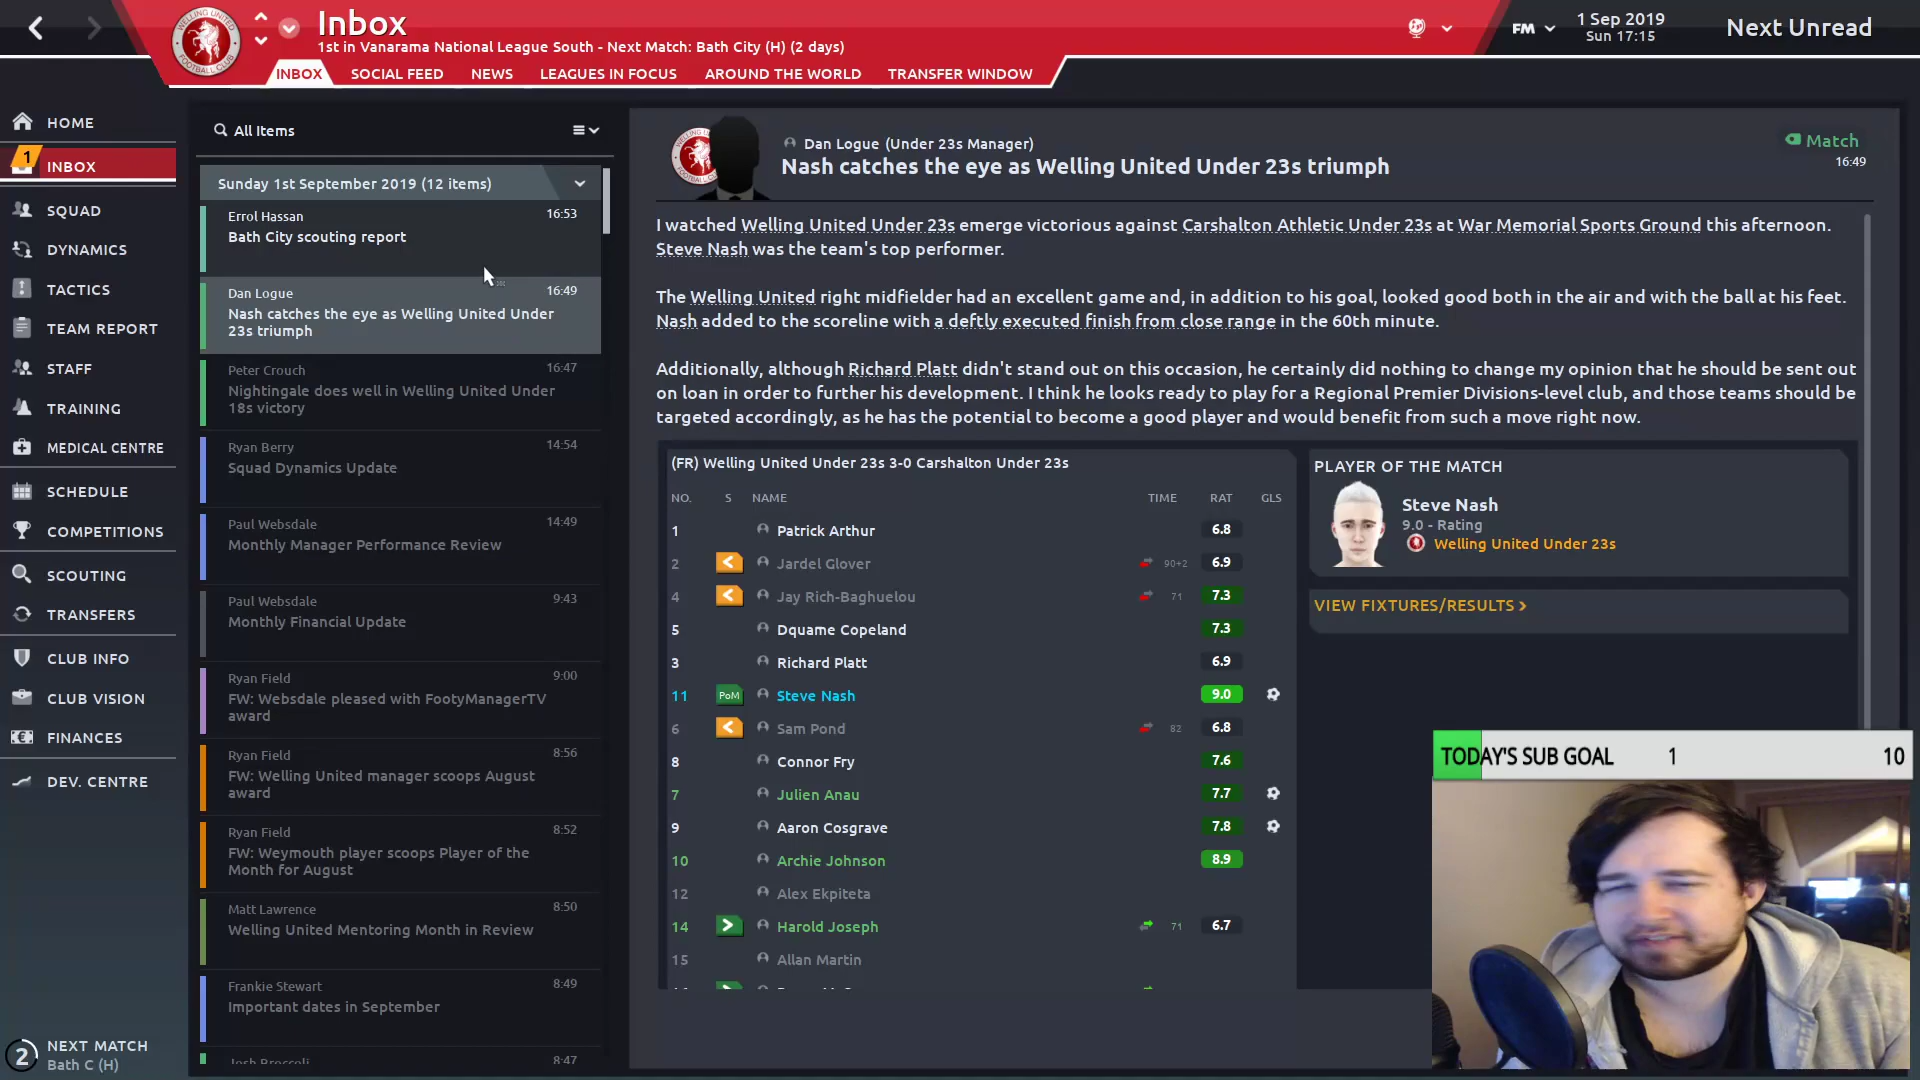 Inbox
1st in Vanarama National League South - Next Match: Bath City (H) (2 days)
FM
1 Sep 2019
Sun 17:15
Next Unread
INBOX
SOCIAL FEED
NEWS
LEAGUES IN FOCUS
AROUND THE WORLD
TRANSFER WINDOW
HOME
1
INBOX
SQUAD
DYNAMICS
TACTICS
TEAM REPORT
STAFF
TRAINING
MEDICAL CENTRE
SCHEDULE
COMPETITIONS
SCOUTING
TRANSFERS
CLUB INFO
CLUB VISION
FINANCES
DEV. CENTRE
2
NEXT MATCH
Bath C (H)
All Items
Sunday 1st September 2019 (12 items)
Errol Hassan 16:53
Bath City scouting report
Dan Logue 16:49
Nash catches the eye as Welling United Under
23s triumph
Peter Crouch 16:47
Nightingale does well in Welling United Under
18s victory
Ryan Berry 14:54
Squad Dynamics Update
Paul Websdale 14:49
Monthly Manager Performance Review
Paul Websdale 9:43
Monthly Financial Update
Ryan Field 9:00
FW: Websdale pleased with FootyManagerTV
award
Ryan Field 8:56
FW: Welling United manager scoops August
award
Ryan Field 8:52
FW: Weymouth player scoops Player of the
Month for August
Matt Lawrence 8:50
Welling United Mentoring Month in Review
Frankie Stewart 8:49
Important dates in September
Josh Broccoli 8:47
Dan Logue (Under 23s Manager)
Nash catches the eye as Welling United Under 23s triumph
Match
16:49
I watched Welling United Under 23s emerge victorious against Carshalton Athletic Under 23s at War Memorial Sports Ground this afternoon.
Steve Nash was the team's top performer.
The Welling United right midfielder had an excellent game and, in addition to his goal, looked good both in the air and with the ball at his feet.
Nash added to the scoreline with a deftly executed finish from close range in the 60th minute.
Additionally, although Richard Platt didn't stand out on this occasion, he certainly did nothing to change my opinion that he should be sent out
on loan in order to further his development. I think he looks ready to play for a Regional Premier Divisions-level club, and those teams should be
targeted accordingly, as he has the potential to become a good player and would benefit from such a move right now.
(FR) Welling United Under 23s 3-0 Carshalton Under 23s
NO. S NAME TIME RAT GLS
1 Patrick Arthur 6.8
2 Jardel Glover 90+2 6.9
4 Jay Rich-Baghuelou 71 7.3
5 Dquame Copeland 7.3
3 Richard Platt 6.9
11 PoM Steve Nash 9.0
6 Sam Pond 82 6.8
8 Connor Fry 7.6
7 Julien Anau 7.7
9 Aaron Cosgrave 7.8
10 Archie Johnson 8.9
12 Alex Ekpiteta
14 Harold Joseph 71 6.7
15 Allan Martin
PLAYER OF THE MATCH
Steve Nash
9.0 - Rating
Welling United Under 23s
VIEW FIXTURES/RESULTS >
TODAY'S SUB GOAL 1 10